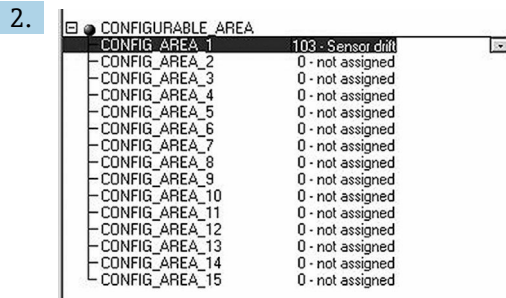 2.
CONFIGURABLE_AREA
CONFIG_AREA_1 103 - Sensor drift
CONFIG_AREA_2 0 - not assigned
CONFIG_AREA_3 0 - not assigned
CONFIG_AREA_4 0 - not assigned
CONFIG_AREA_5 0 - not assigned
CONFIG_AREA_6 0 - not assigned
CONFIG_AREA_7 0 - not assigned
CONFIG_AREA_8 0 - not assigned
CONFIG_AREA_9 0 - not assigned
CONFIG_AREA_10 0 - not assigned
CONFIG_AREA_11 0 - not assigned
CONFIG_AREA_12 0 - not assigned
CONFIG_AREA_13 0 - not assigned
CONFIG_AREA_14 0 - not assigned
CONFIG_AREA_15 0 - not assigned